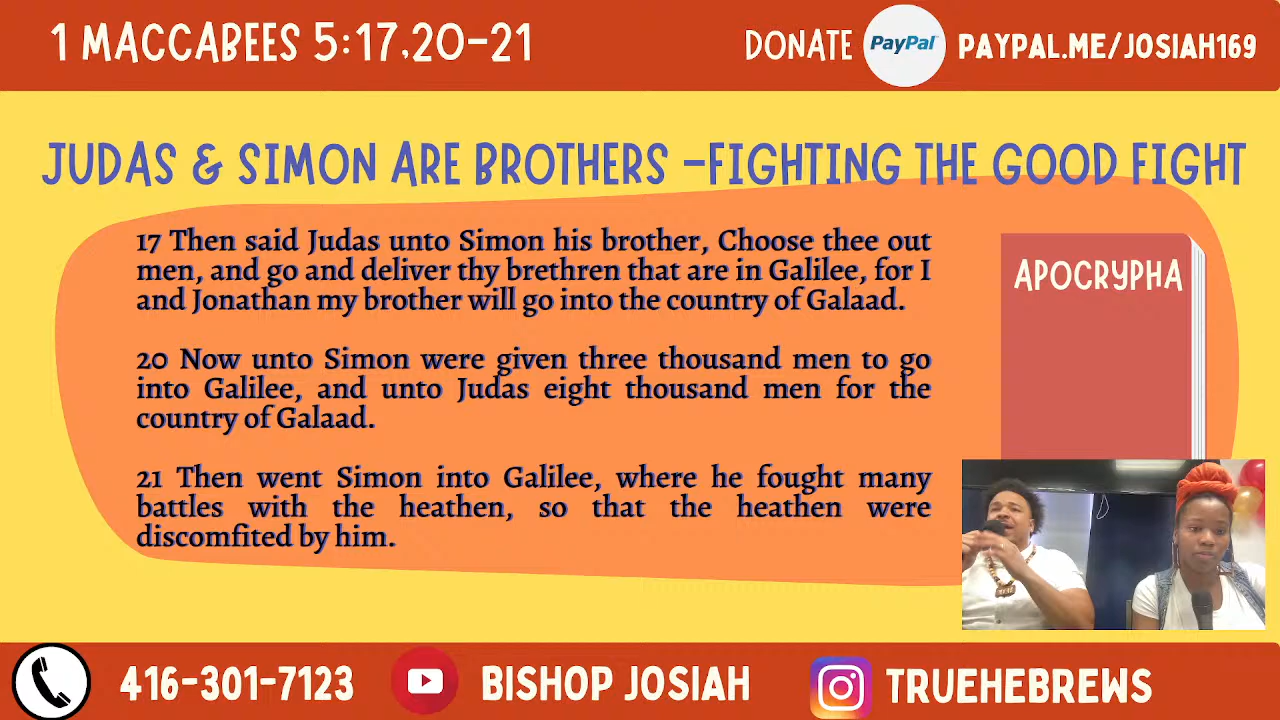 1 MACCABEES 5:17,20-21
DONATE PayPal PAYPAL.ME/JOSIAH169
JUDAS & SIMON ARE BROTHERS -FIGHTING THE GOOD FIGHT
17 Then said Judas unto Simon his brother, Choose thee out
men, and go and deliver thy brethren that are in Galilee, for I
and Jonathan my brother will go into the country of Galaad.
20 Now unto Simon were given three thousand men to go
into Galilee, and unto Judas eight thousand men for the
country of Galaad.
21 Then went Simon into Galilee, where he fought many
battles with the heathen, so that the heathen were
discomfited by him.
APOCRYPHA
416-301-7123 BISHOP JOSIAH TRUEHEBREWS